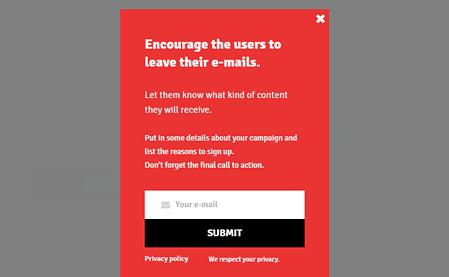 Encourage the users to
leave their e-mails.
Let them know what kind of content
they will receive.
Put in some details about your campaign and
list the reasons to sign up.
Don't forget the final call to action.
Your e-mail
SUBMIT
Privacy policy We respect your privacy.